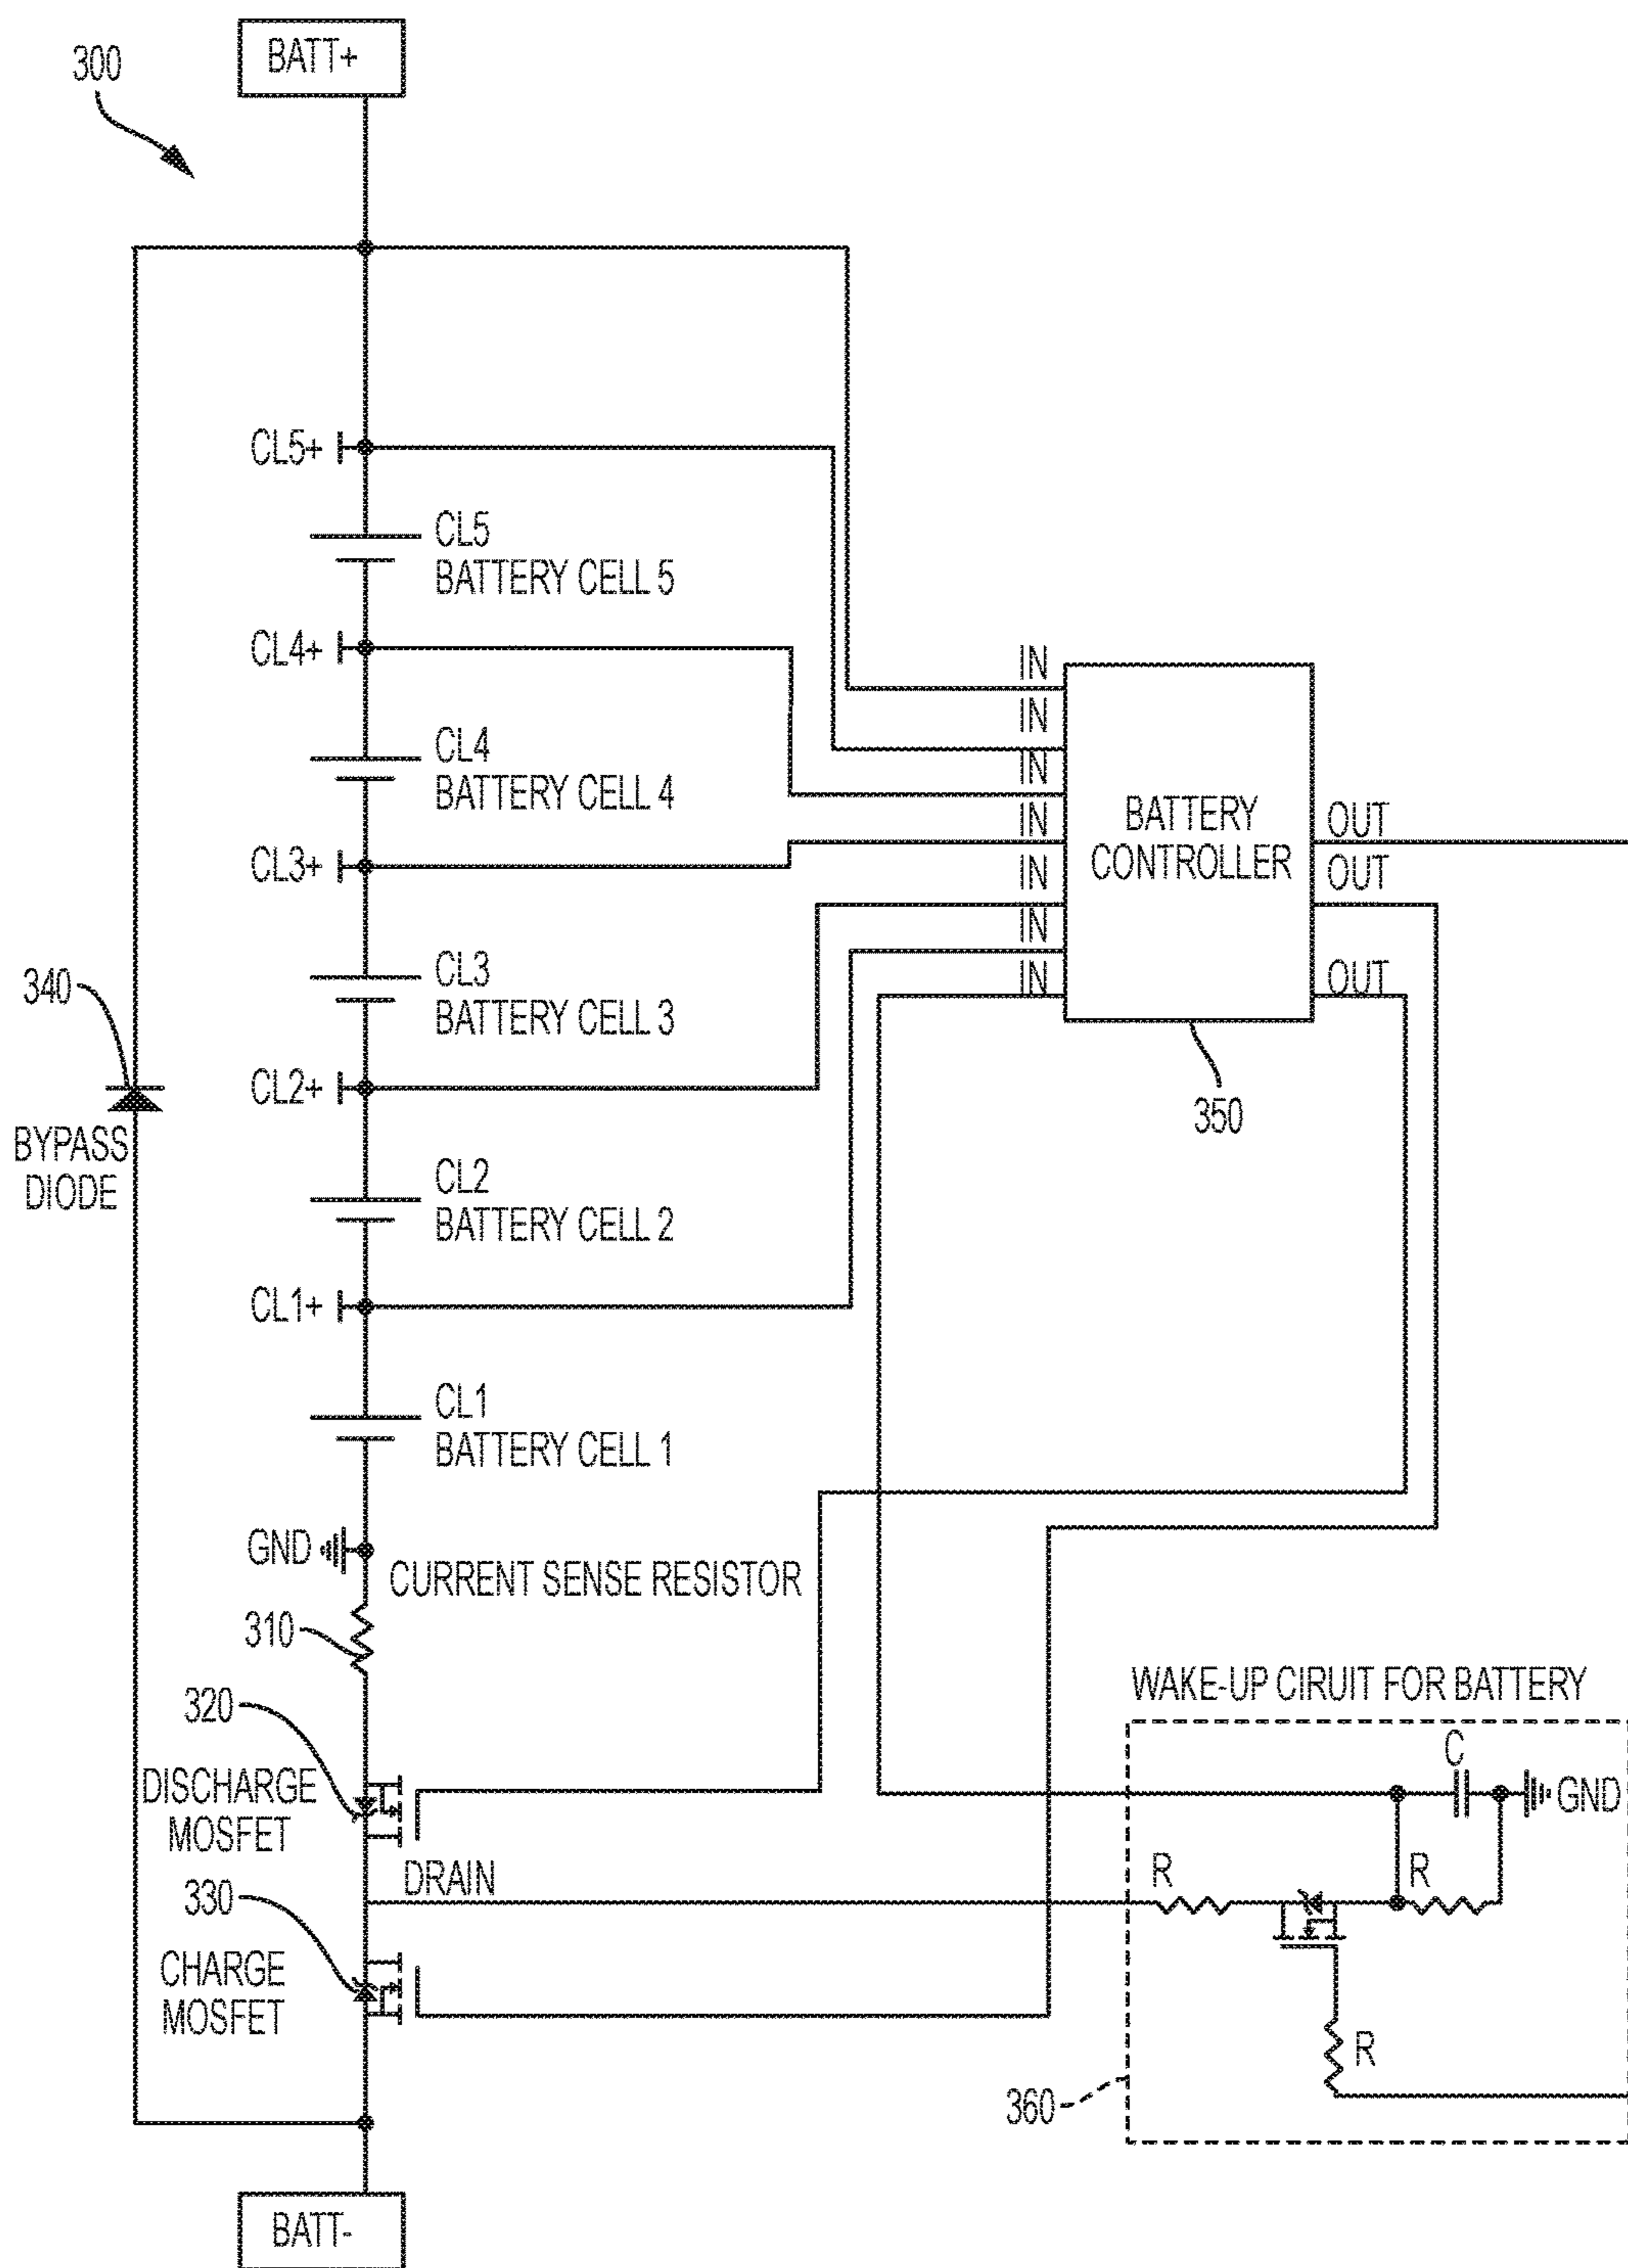 BATT+
300
CL5+
CL5
BATTERY CELL 5
CL4+
CL4
BATTERY CELL 4
CL3+
CL3
BATTERY CELL 3
CL2+
CL2
BATTERY CELL 2
CL1+
CL1
BATTERY CELL 1
340
BYPASS
DIODE
IN
IN
IN
IN
IN
IN
IN
BATTERY
CONTROLLER
OUT
OUT
OUT
350
GND
CURRENT SENSE RESISTOR
310
320
DISCHARGE
MOSFET
DRAIN
330
CHARGE
MOSFET
WAKE-UP CIRUIT FOR BATTERY
C
GND
R
R
R
360
BATT-